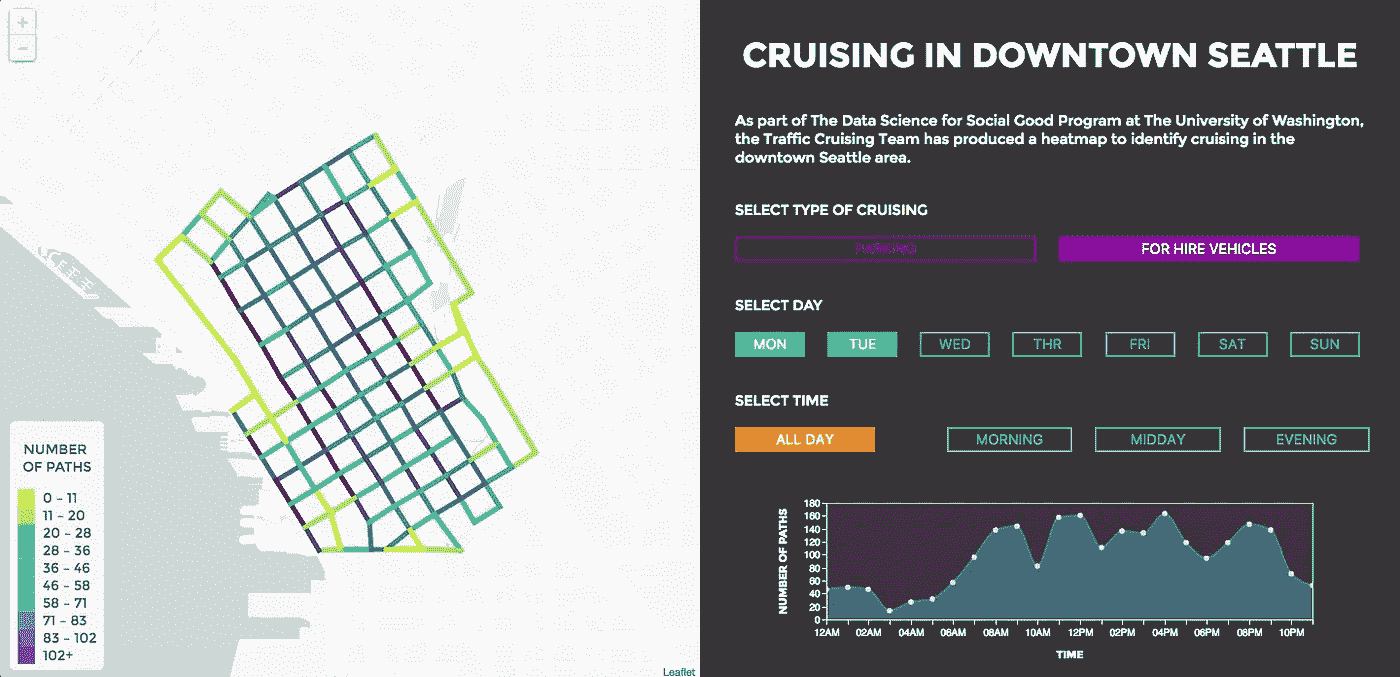 +
−
NUMBER
OF PATHS
0 - 11
11 - 20
20 - 28
28 - 36
36 - 46
46 - 58
58 - 71
71 - 83
83 - 102
102+
Leaflet
CRUISING IN DOWNTOWN SEATTLE
As part of The Data Science for Social Good Program at The University of Washington,
the Traffic Cruising Team has produced a heatmap to identify cruising in the
downtown Seattle area.
SELECT TYPE OF CRUISING
FOR HIRE VEHICLES
SELECT DAY
MON TUE WED THR FRI SAT SUN
SELECT TIME
ALL DAY MORNING MIDDAY EVENING
NUMBER OF PATHS
180
160
140
120
100
80
60
40
20
0
12AM 02AM 04AM 06AM 08AM 10AM 12PM 02PM 04PM 06PM 08PM 10PM
TIME